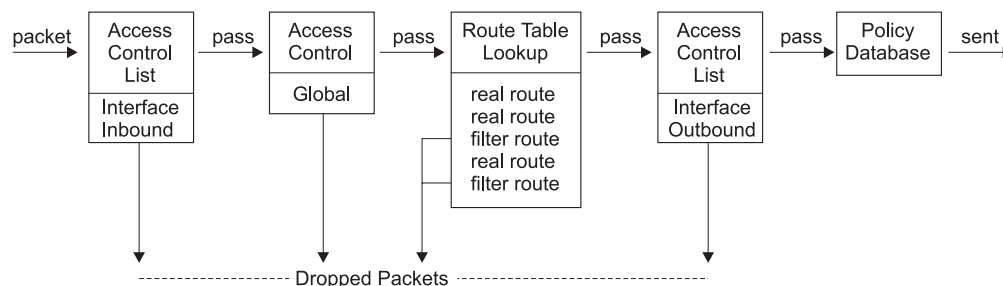 packet
Access
Control
List
Interface
Inbound
pass
Access
Control
Global
pass
Route Table
Lookup
real route
real route
filter route
real route
filter route
pass
Access
Control
List
Interface
Outbound
pass
Policy
Database
sent
Dropped Packets